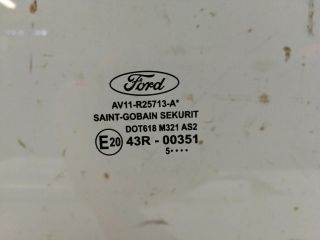 Ford
AV11-R25713-A*
SAINT-GOBAIN SEKURIT
DOT618 M321 AS2
E20 43R - 00351
5····